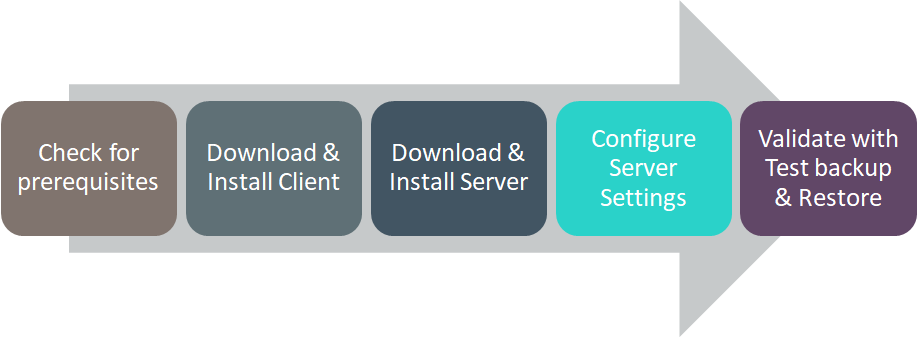 Check for
prerequisites
Download &
Install Client
Download &
Install Server
Configure
Server
Settings
Validate with
Test backup
& Restore